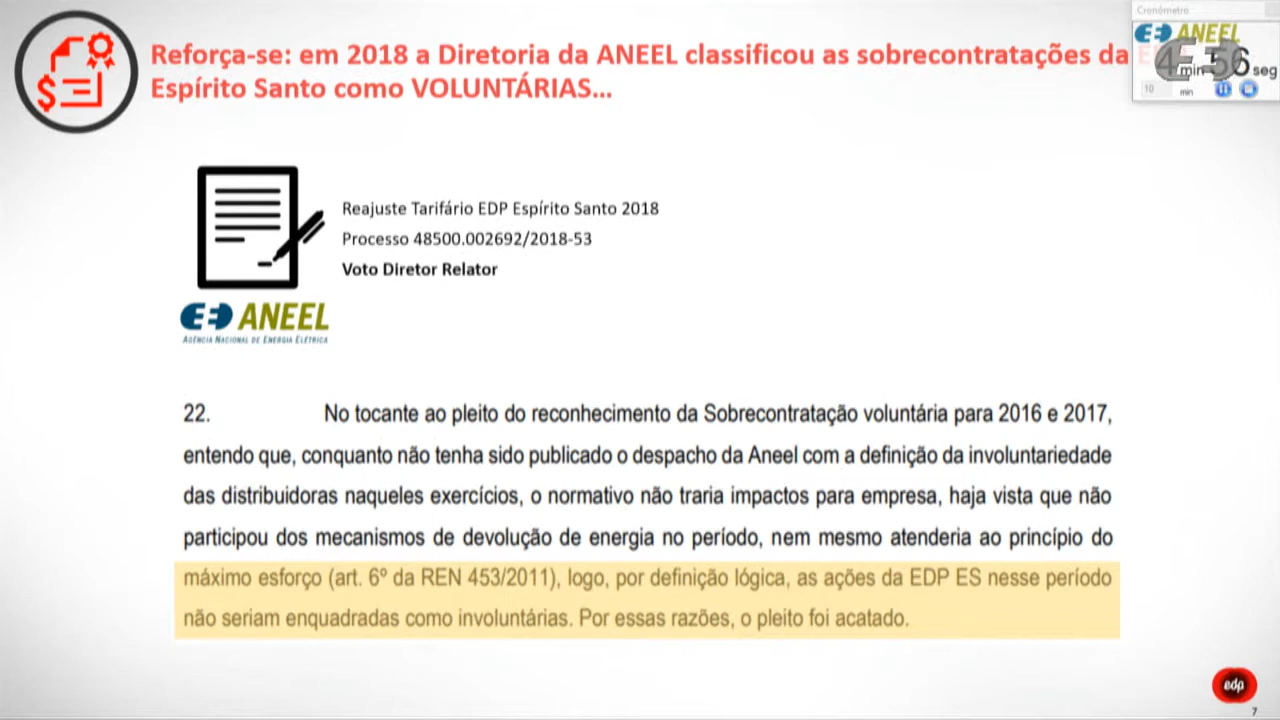 Reforça-se: em 2018 a Diretoria da ANEEL classificou as sobrecontratações da
Espírito Santo como VOLUNTÁRIAS...
Cronômetro
ANEEL
min
seg
10
min
Reajuste Tarifário EDP Espírito Santo 2018
Processo 48500.002692/2018-53
Voto Diretor Relator
ANEEL
AGÊNCIA NACIONAL DE ENERGIA ELÉTRICA
22. No tocante ao pleito do reconhecimento da Sobrecontratação voluntária para 2016 e 2017,
entendo que, conquanto não tenha sido publicado o despacho da Aneel com a definição da involuntariedade
das distribuidoras naqueles exercícios, o normativo não traria impactos para empresa, haja vista que não
participou dos mecanismos de devolução de energia no período, nem mesmo atenderia ao princípio do
máximo esforço (art. 6º da REN 453/2011), logo, por definição lógica, as ações da EDP ES nesse período
não seriam enquadradas como involuntárias. Por essas razões, o pleito foi acatado.
edp
7